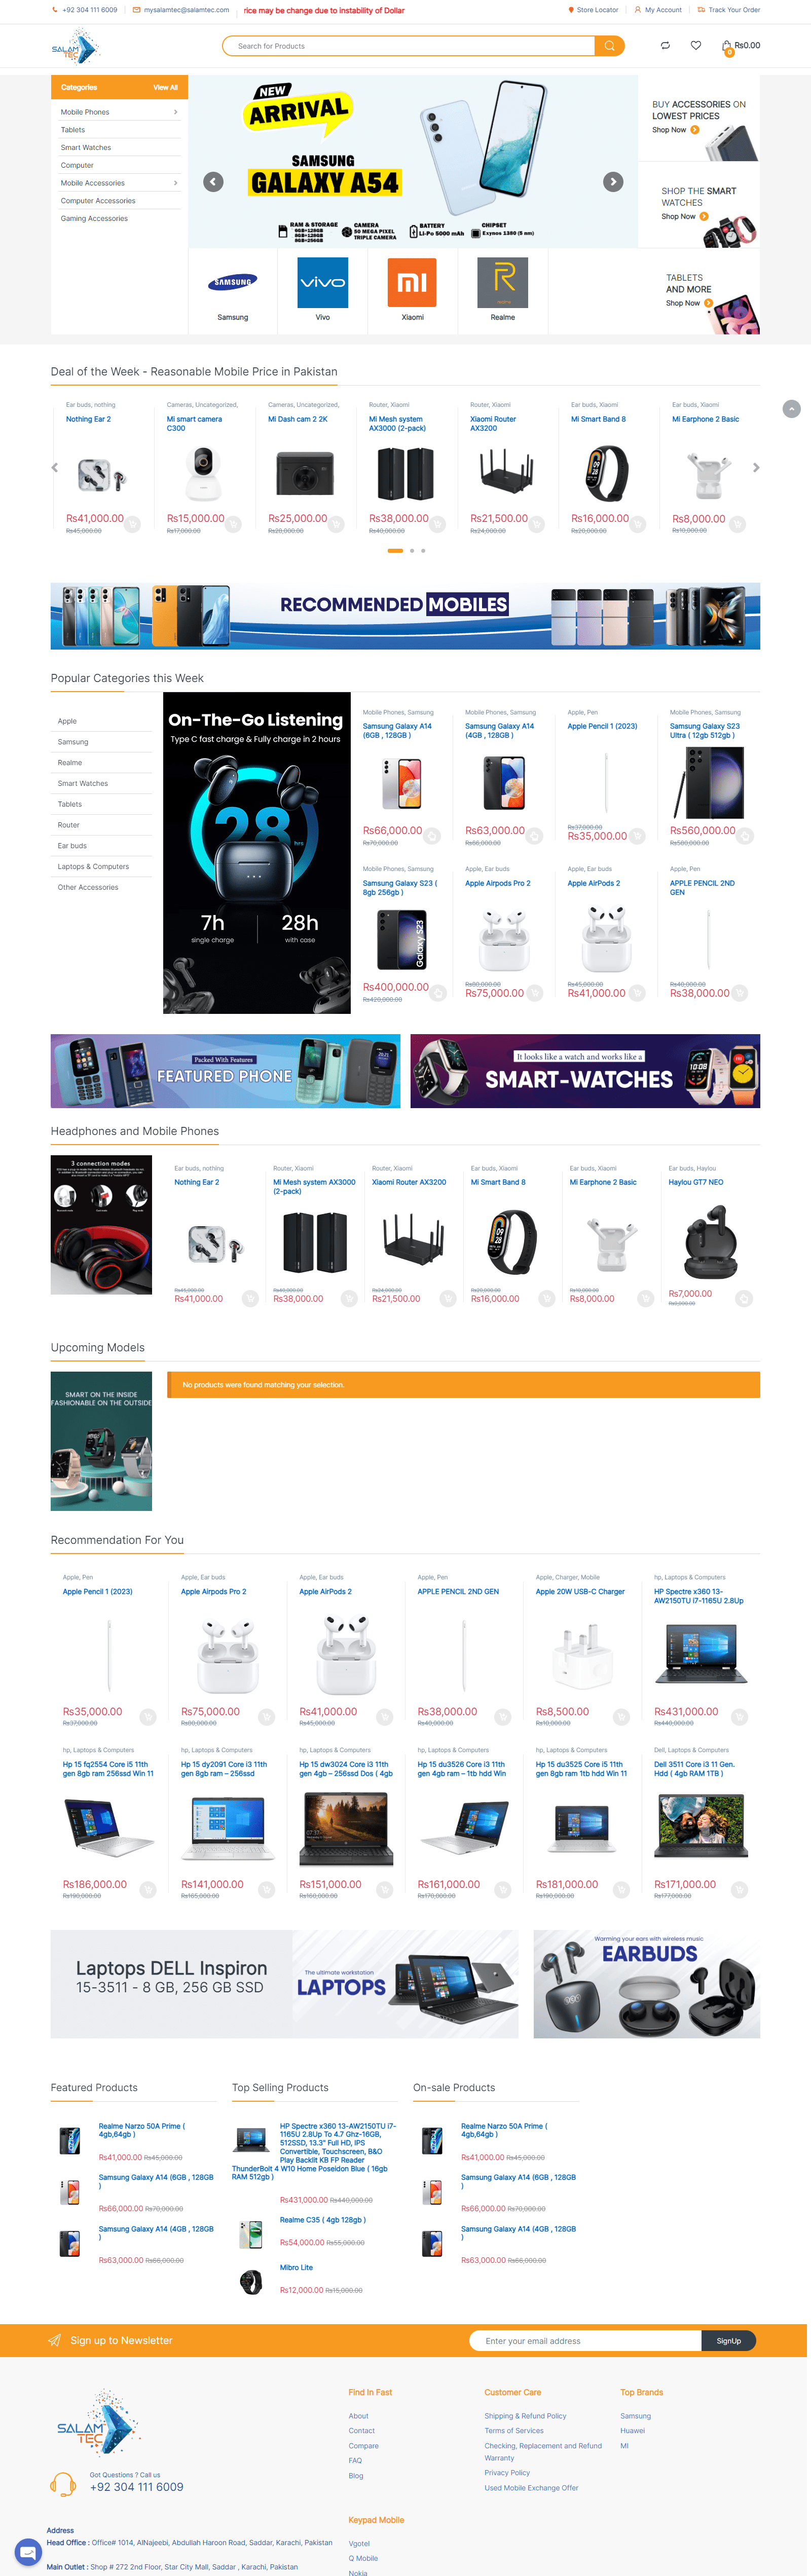 +92 304 111 6009
mysalamtec@salamtec.com
rice may be change due to instability of Dollar
Store Locator
My Account
Track Your Order
SALAM
TEC
Search for Products
0
₨0.00
Categories
View All
Mobile Phones
Tablets
Smart Watches
Computer
Mobile Accessories
Computer Accessories
Gaming Accessories
NEW
ARRIVAL
SAMSUNG
GALAXY A54
RAM & STORAGE
6GB+128GB
8GB+128GB
8GB+256GB
CAMERA
50 MEGA PIXEL
TRIPLE CAMERA
BATTERY
Li-Po 5000 mAh
CHIPSET
Exynos 1380 (5 nm)
BUY ACCESSORIES ON
LOWEST PRICES
Shop Now
SHOP THE SMART
WATCHES
Shop Now
TABLETS
AND MORE
Shop Now
SAMSUNG
Samsung
vivo
Vivo
Xiaomi
Realme
Deal of the Week - Reasonable Mobile Price in Pakistan
Ear buds, nothing
Nothing Ear 2
₨41,000.00
₨45,000.00
Cameras, Uncategorized,
Mi smart camera
C300
₨15,000.00
₨17,000.00
Cameras, Uncategorized,
Mi Dash cam 2 2K
₨25,000.00
₨28,000.00
Router, Xiaomi
Mi Mesh system
AX3000 (2-pack)
₨38,000.00
₨40,000.00
Router, Xiaomi
Xiaomi Router
AX3200
₨21,500.00
₨24,000.00
Ear buds, Xiaomi
Mi Smart Band 8
₨16,000.00
₨20,000.00
Ear buds, Xiaomi
Mi Earphone 2 Basic
₨8,000.00
₨10,000.00
RECOMMENDED MOBILES
Popular Categories this Week
Apple
Samsung
Realme
Smart Watches
Tablets
Router
Ear buds
Laptops & Computers
Other Accessories
On-The-Go Listening
Type C fast charge & Fully charge in 2 hours
28
hrs
7h
single charge
28h
with case
Mobile Phones, Samsung
Samsung Galaxy A14
(6GB , 128GB )
₨66,000.00
₨70,000.00
Mobile Phones, Samsung
Samsung Galaxy A14
(4GB , 128GB )
₨63,000.00
₨66,000.00
Apple, Pen
Apple Pencil 1 (2023)
₨37,000.00
₨35,000.00
Mobile Phones, Samsung
Samsung Galaxy S23
Ultra ( 12gb 512gb )
₨560,000.00
₨580,000.00
Mobile Phones, Samsung
Samsung Galaxy S23 (
8gb 256gb )
Galaxy S23
₨400,000.00
₨420,000.00
Apple, Ear buds
Apple Airpods Pro 2
₨80,000.00
₨75,000.00
Apple, Ear buds
Apple AirPods 2
₨45,000.00
₨41,000.00
Apple, Pen
APPLE PENCIL 2ND
GEN
₨40,000.00
₨38,000.00
Packed With Features
FEATURED PHONE
It looks like a watch and works like a
SMART-WATCHES
Headphones and Mobile Phones
3 connection modes
Ear buds, nothing
Nothing Ear 2
₨45,000.00
₨41,000.00
Router, Xiaomi
Mi Mesh system AX3000
(2-pack)
₨40,000.00
₨38,000.00
Router, Xiaomi
Xiaomi Router AX3200
₨24,000.00
₨21,500.00
Ear buds, Xiaomi
Mi Smart Band 8
₨20,000.00
₨16,000.00
Ear buds, Xiaomi
Mi Earphone 2 Basic
₨10,000.00
₨8,000.00
Ear buds, Haylou
Haylou GT7 NEO
₨7,000.00
Upcoming Models
SMART ON THE INSIDE
FASHIONABLE ON THE OUTSIDE
No products were found matching your selection.
Recommendation For You
Apple, Pen
Apple Pencil 1 (2023)
₨35,000.00
₨37,000.00
Apple, Ear buds
Apple Airpods Pro 2
₨75,000.00
₨80,000.00
Apple, Ear buds
Apple AirPods 2
₨41,000.00
₨45,000.00
Apple, Pen
APPLE PENCIL 2ND GEN
₨38,000.00
₨40,000.00
Apple, Charger, Mobile
Apple 20W USB-C Charger
₨8,500.00
₨10,000.00
hp, Laptops & Computers
HP Spectre x360 13-
AW2150TU i7-1165U 2.8Up
₨431,000.00
₨440,000.00
hp, Laptops & Computers
Hp 15 fq2554 Core i5 11th
gen 8gb ram 256ssd Win 11
₨186,000.00
₨190,000.00
hp, Laptops & Computers
Hp 15 dy2091 Core i3 11th
gen 8gb ram – 256ssd
₨141,000.00
₨165,000.00
hp, Laptops & Computers
Hp 15 dw3024 Core i3 11th
gen 4gb – 256ssd Dos ( 4gb
₨151,000.00
₨160,000.00
hp, Laptops & Computers
Hp 15 du3526 Core i3 11th
gen 4gb ram – 1tb hdd Win
₨161,000.00
₨170,000.00
hp, Laptops & Computers
Hp 15 du3525 Core i5 11th
gen 8gb ram 1tb hdd Win 11
₨181,000.00
₨190,000.00
Dell, Laptops & Computers
Dell 3511 Core i3 11 Gen.
Hdd ( 4gb RAM 1TB )
₨171,000.00
₨177,000.00
Laptops DELL Inspiron
15-3511 - 8 GB, 256 GB SSD
The ultimate workstation
LAPTOPS
Warming your ears with wireless music
EARBUDS
Featured Products
Realme Narzo 50A Prime (
4gb,64gb )
₨41,000.00 ₨45,000.00
Samsung Galaxy A14 (6GB , 128GB
)
₨66,000.00 ₨70,000.00
Samsung Galaxy A14 (4GB , 128GB
)
₨63,000.00 ₨66,000.00
Top Selling Products
HP Spectre x360 13-AW2150TU i7-
1165U 2.8Up To 4.7 Ghz-16GB,
512SSD, 13.3" Full HD, IPS
Convertible, Touchscreen, B&O
Play Backlit KB FP Reader
ThunderBolt 4 W10 Home Poseidon Blue ( 16gb
RAM 512gb )
₨431,000.00 ₨440,000.00
Realme C35 ( 4gb 128gb )
₨54,000.00 ₨55,000.00
Mibro Lite
₨12,000.00 ₨15,000.00
On-sale Products
Realme Narzo 50A Prime (
4gb,64gb )
₨41,000.00 ₨45,000.00
Samsung Galaxy A14 (6GB , 128GB
)
₨66,000.00 ₨70,000.00
Samsung Galaxy A14 (4GB , 128GB
)
₨63,000.00 ₨66,000.00
Sign up to Newsletter
Enter your email address
SignUp
SALAM
TEC
Got Questions ? Call us
+92 304 111 6009
Address
Head Office : Office# 1014, AlNajeebi, Abdullah Haroon Road, Saddar, Karachi, Pakistan
Main Outlet : Shop # 272 2nd Floor, Star City Mall, Saddar , Karachi, Pakistan
Find In Fast
About
Contact
Compare
FAQ
Blog
Customer Care
Shipping & Refund Policy
Terms of Services
Checking, Replacement and Refund
Warranty
Privacy Policy
Used Mobile Exchange Offer
Top Brands
Samsung
Huawei
MI
Keypad Mobile
Vgotel
Q Mobile
Nokia